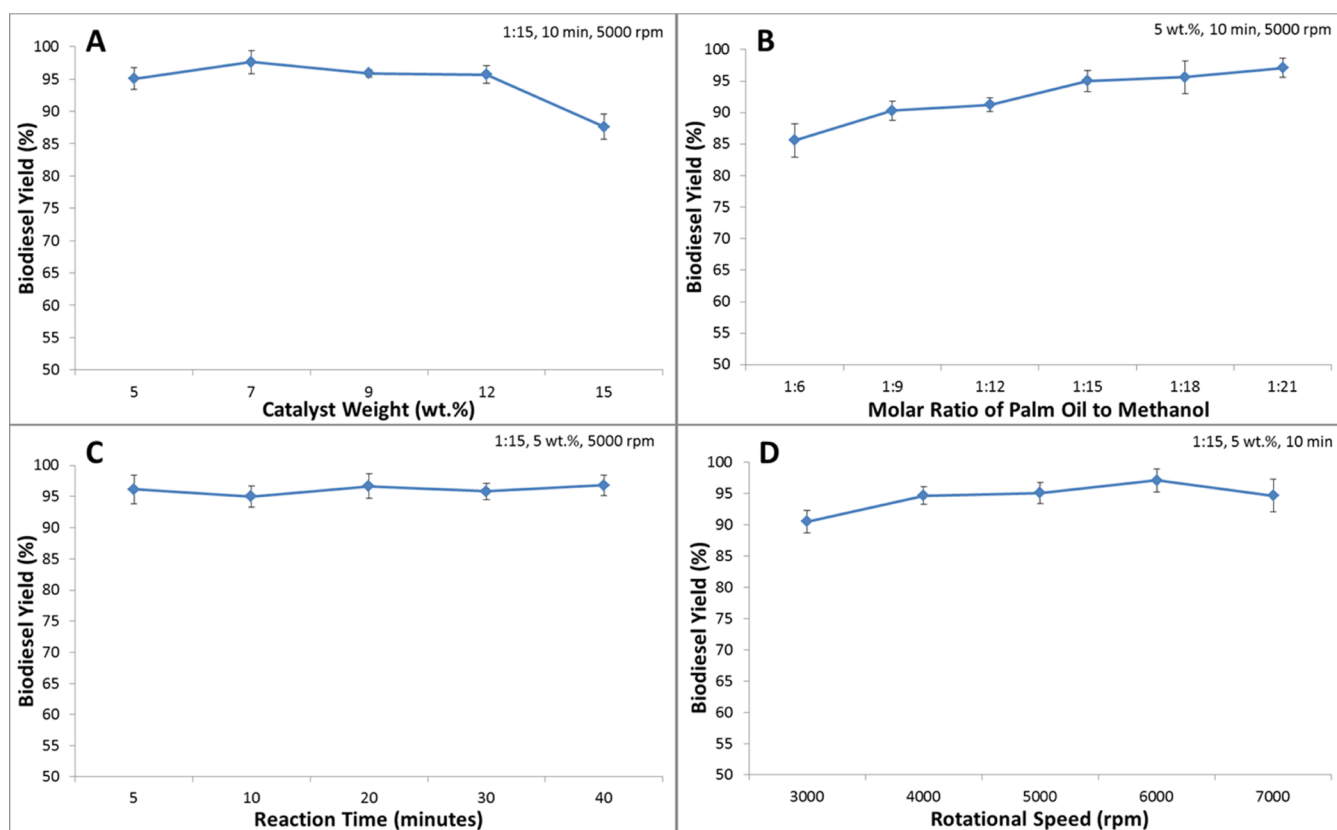 A
1:15, 10 min, 5000 rpm
Biodiesel Yield (%)
100
95
90
85
80
75
70
65
60
55
50
5 7 9 12 15
Catalyst Weight (wt.%)
B
5 wt.%, 10 min, 5000 rpm
Biodiesel Yield (%)
100
95
90
85
80
75
70
65
60
55
50
1:6 1:9 1:12 1:15 1:18 1:21
Molar Ratio of Palm Oil to Methanol
C
1:15, 5 wt.%, 5000 rpm
Biodiesel Yield (%)
100
95
90
85
80
75
70
65
60
55
50
5 10 20 30 40
Reaction Time (minutes)
D
1:15, 5 wt.%, 10 min
Biodiesel Yield (%)
100
95
90
85
80
75
70
65
60
55
50
3000 4000 5000 6000 7000
Rotational Speed (rpm)